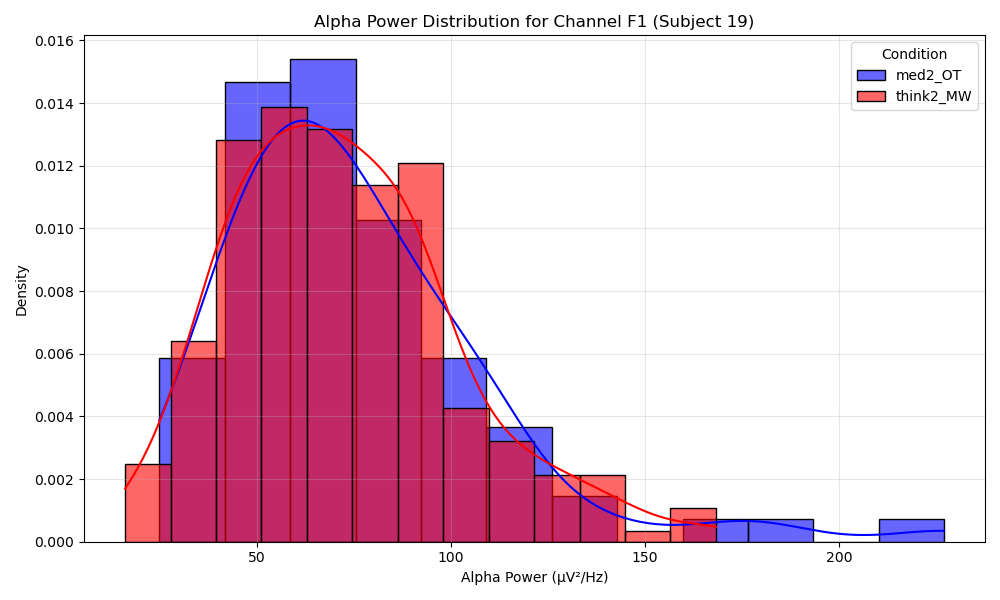 Alpha Power Distribution for Channel F1 (Subject 19)
Condition
med2_OT
think2_MW
0.016
0.014
0.012
0.010
0.008
0.006
0.004
0.002
0.000
Density
50
100
150
200
Alpha Power (µV²/Hz)